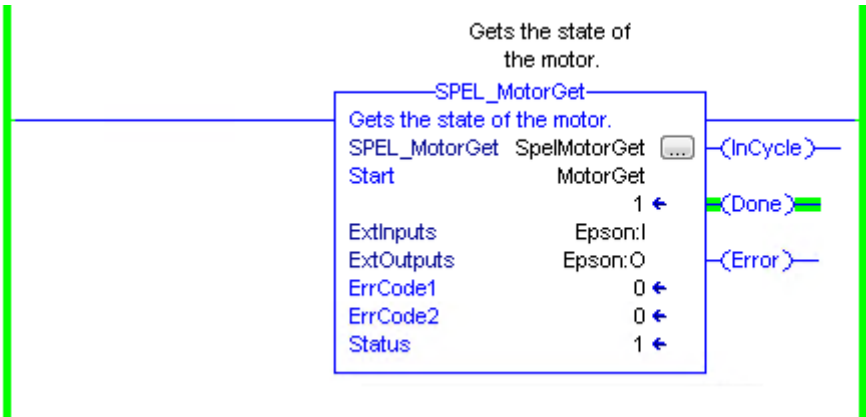 Gets the state of
the motor.
SPEL_MotorGet
Gets the state of the motor.
SPEL_MotorGet SpelMotorGet ...
(InCycle)
Start MotorGet
1
(Done)
ExtInputs Epson:I
ExtOutputs Epson:O
(Error)
ErrCode1 0
ErrCode2 0
Status 1